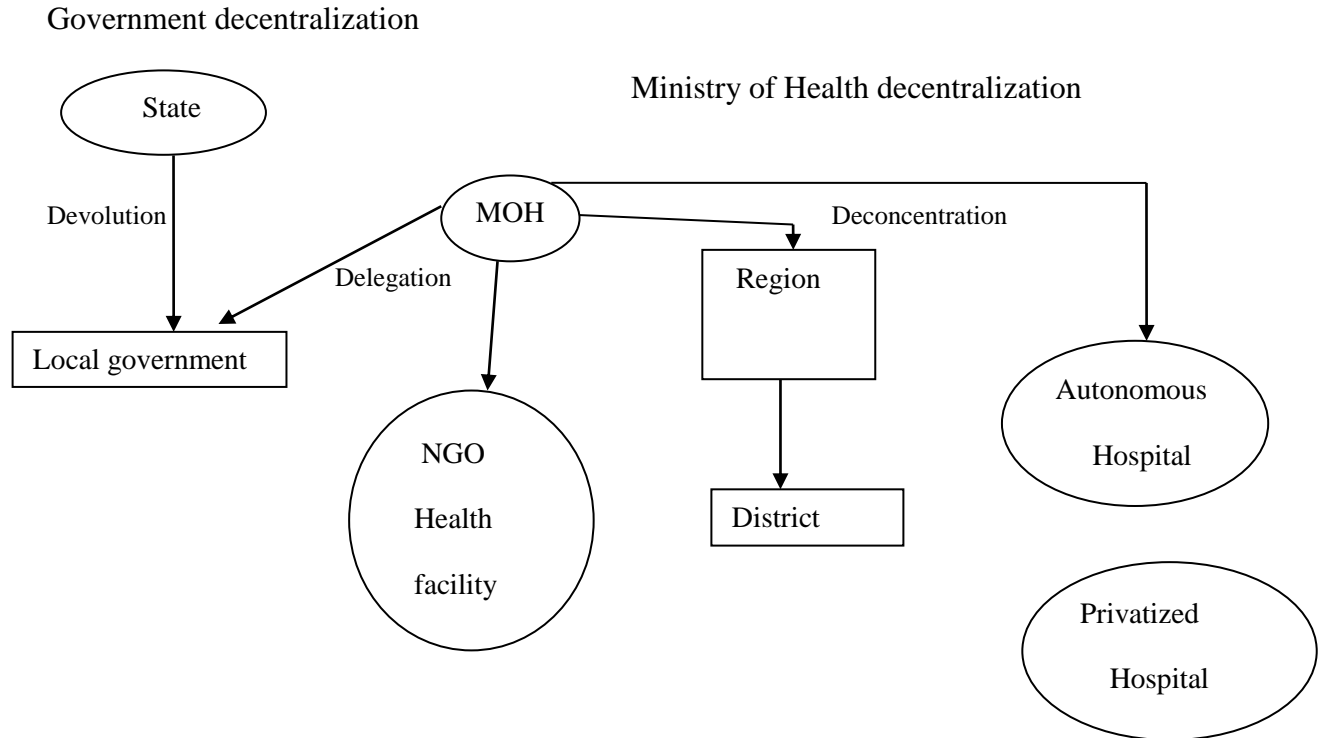 Government decentralization
Ministry of Health decentralization
State
Devolution
MOH
Deconcentration
Delegation
Region
Local government
Autonomous
Hospital
NGO
Health
facility
District
Privatized
Hospital